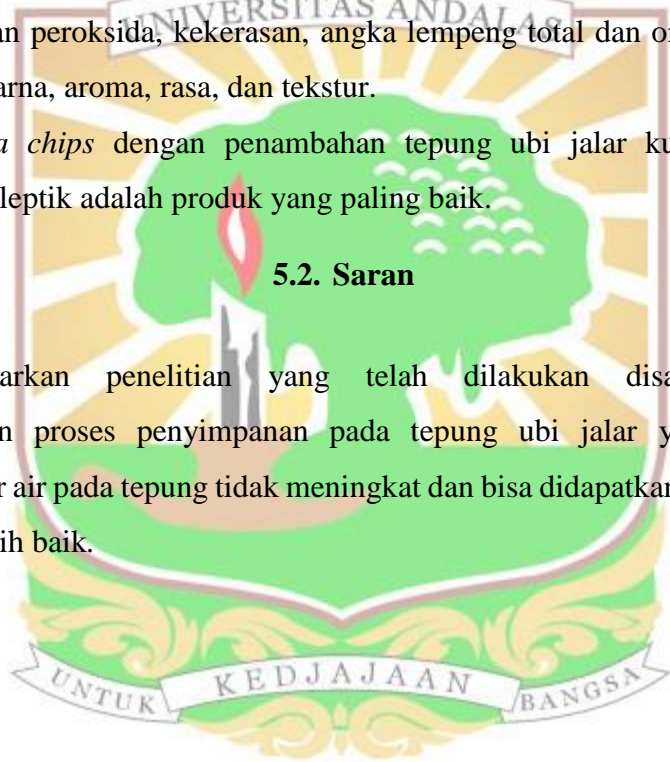 UNIVERSITAS ANDALAS
an peroksida, kekerasan, angka lempeng total dan
arna, aroma, rasa, dan tekstur.
chips dengan penambahan tepung ubi jalar
leptik adalah produk yang paling baik.
5.2. Saran
arkan penelitian yang telah dilakukan
n proses penyimpanan pada tepung ubi jalar
r air pada tepung tidak meningkat dan bisa didapatkan
ih baik.
UNTUK KEDJAJAAN BANGSA